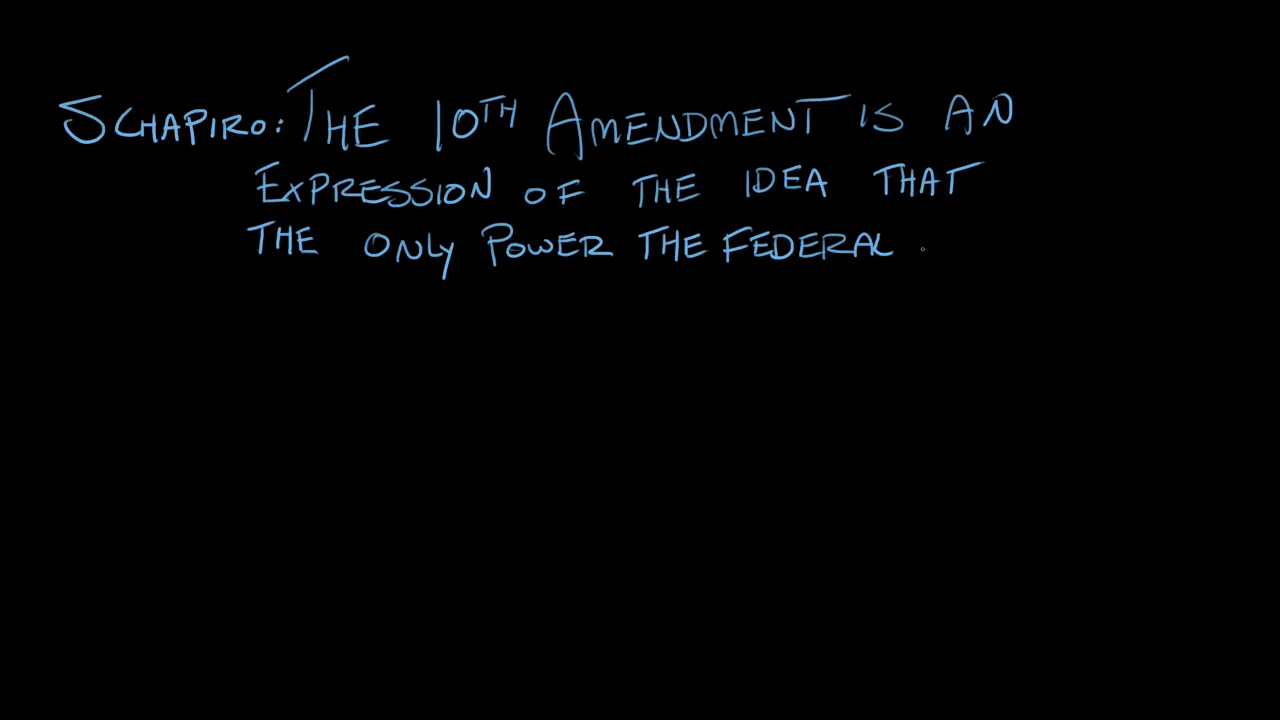 SCHAPIRO: THE 10TH AMENDMENT IS AN
EXPRESSION OF THE IDEA THAT
THE ONLY POWER THE FEDERAL